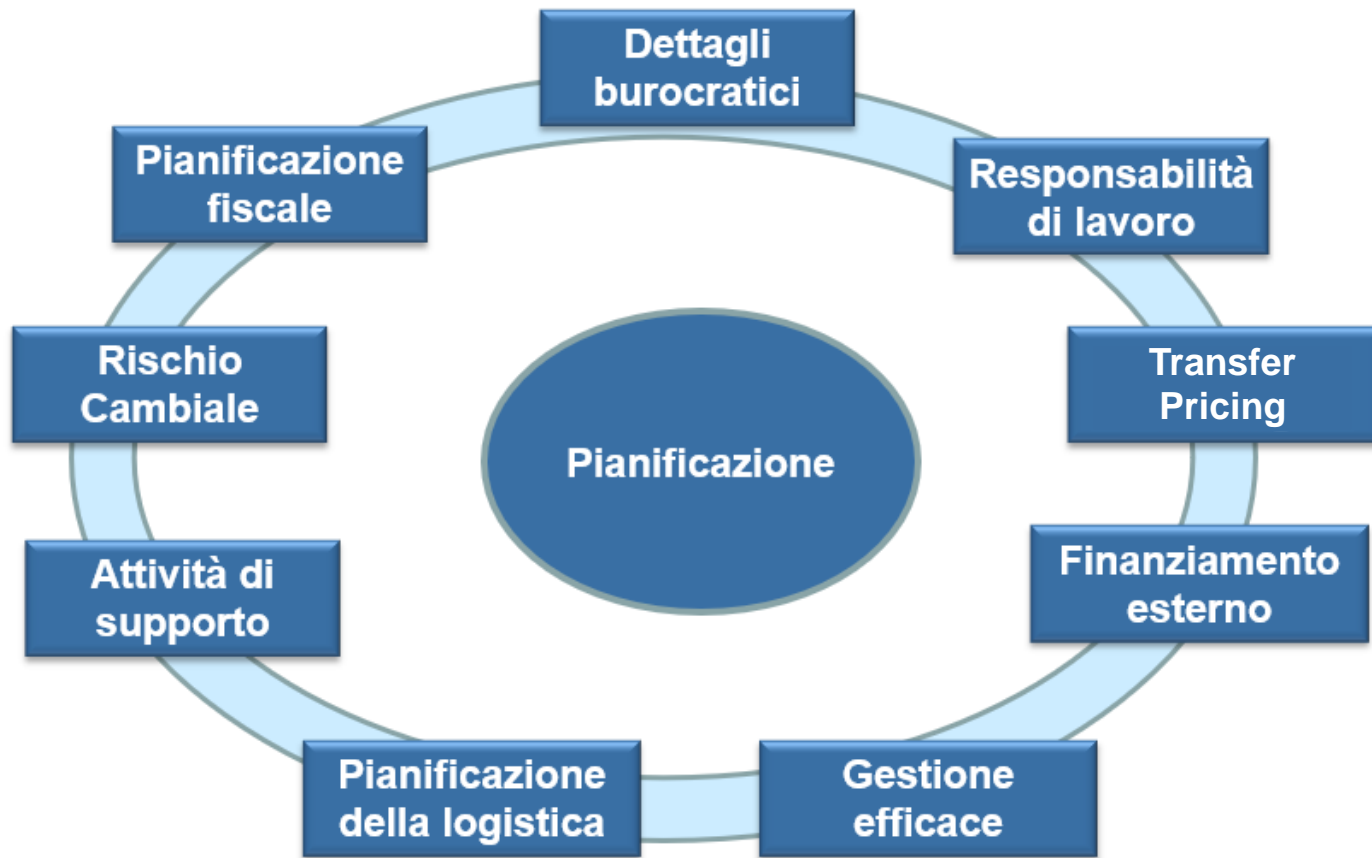 Dettagli
burocratici
Pianificazione
fiscale
Responsabilità
di lavoro
Rischio
Cambiale
Transfer
Pricing
Pianificazione
Attività di
supporto
Finanziamento
esterno
Pianificazione
della logistica
Gestione
efficace